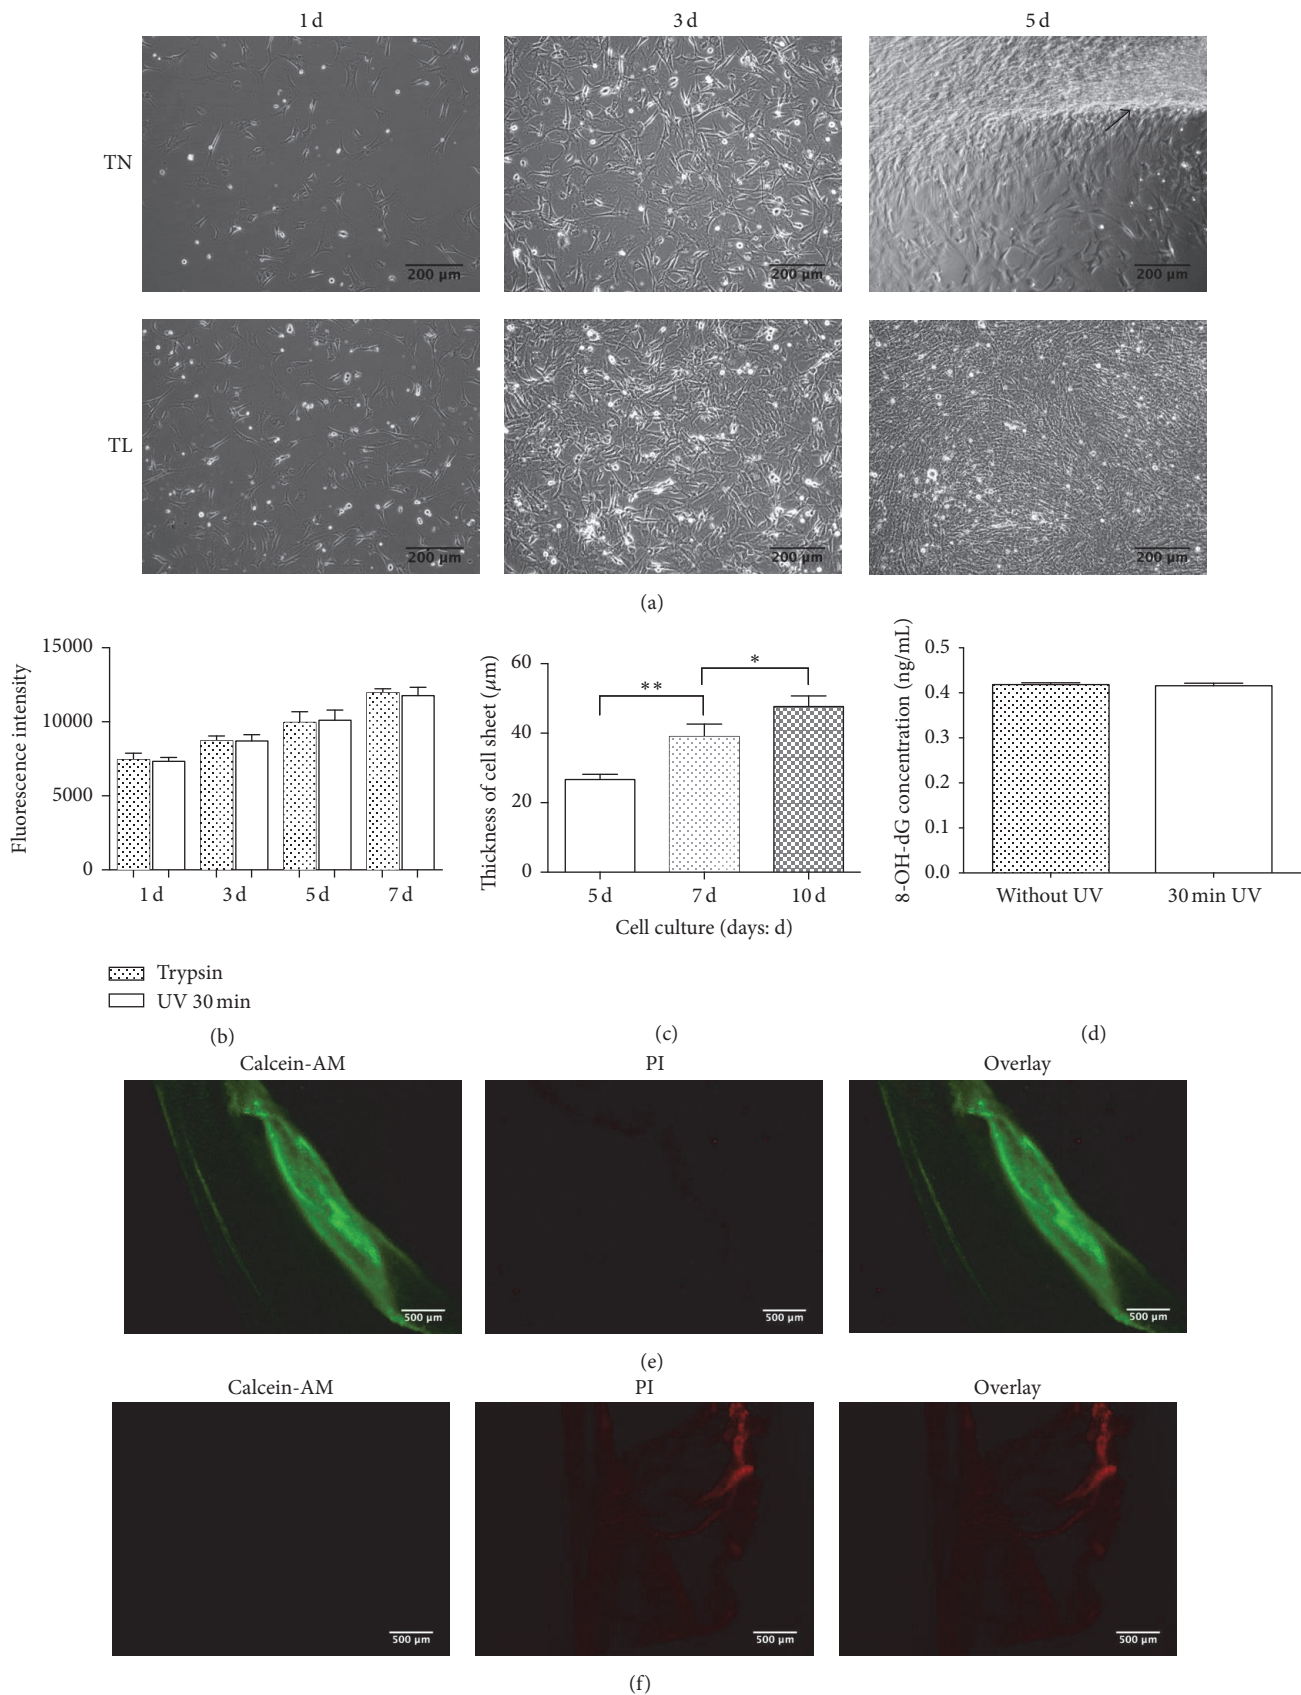 1 d 3 d 5 d
TN
200 μm 200 μm 200 μm
TL
200 μm 200 μm 200 μm
(a)
Fluorescence intensity
15000
10000
5000
0
1 d 3 d 5 d 7 d
Trypsin
UV 30 min
(b)
Thickness of cell sheet (μm)
60
40
20
0
**
*
5 d 7 d 10 d
Cell culture (days: d)
(c)
8-OH-dG concentration (ng/mL)
0.5
0.4
0.3
0.2
0.1
0.0
Without UV 30 min UV
(d)
Calcein-AM PI Overlay
500 μm 500 μm 500 μm
(e)
Calcein-AM PI Overlay
500 μm 500 μm 500 μm
(f)